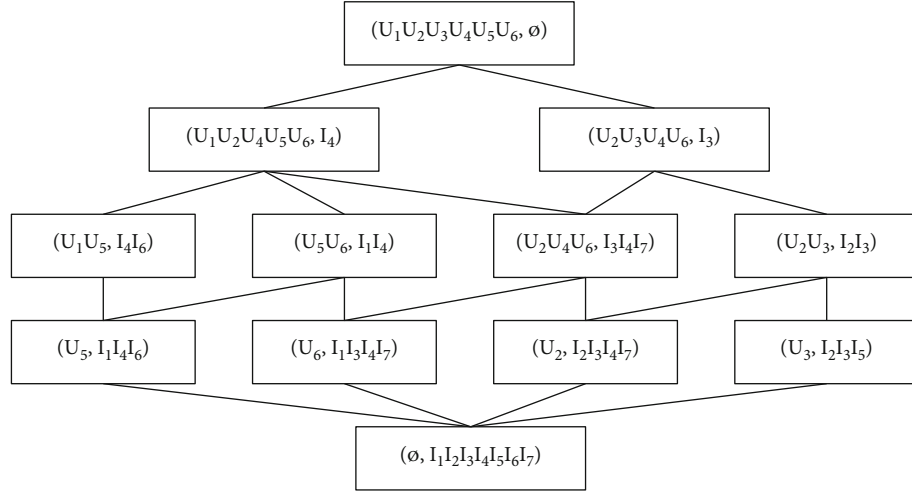 (U₁U₂U₃U₄U₅U₆, ø)
(U₁U₂U₄U₅U₆, I₄)
(U₂U₃U₄U₆, I₃)
(U₁U₅, I₄I₆)
(U₅U₆, I₁I₄)
(U₂U₄U₆, I₃I₄I₇)
(U₂U₃, I₂I₃)
(U₅, I₁I₄I₆)
(U₆, I₁I₃I₄I₇)
(U₂, I₂I₃I₄I₇)
(U₃, I₂I₃I₅)
(ø, I₁I₂I₃I₄I₅I₆I₇)